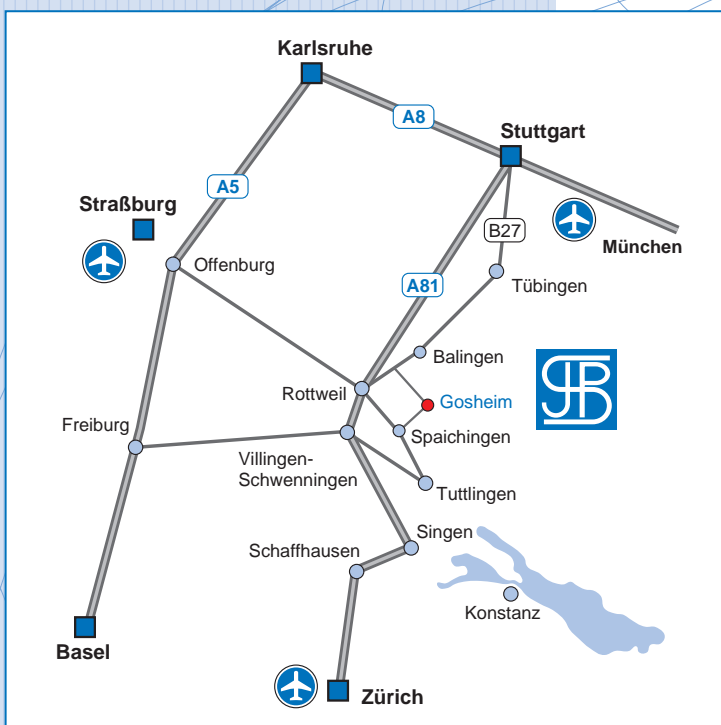 Karlsruhe
A8
Stuttgart
A5
Straßburg
B27
München
Offenburg
A81
Tübingen
Balingen
Rottweil
Gosheim
JBS
Freiburg
Spaichingen
Villingen-
Schwenningen
Tuttlingen
Singen
Schaffhausen
Konstanz
Basel
Zürich